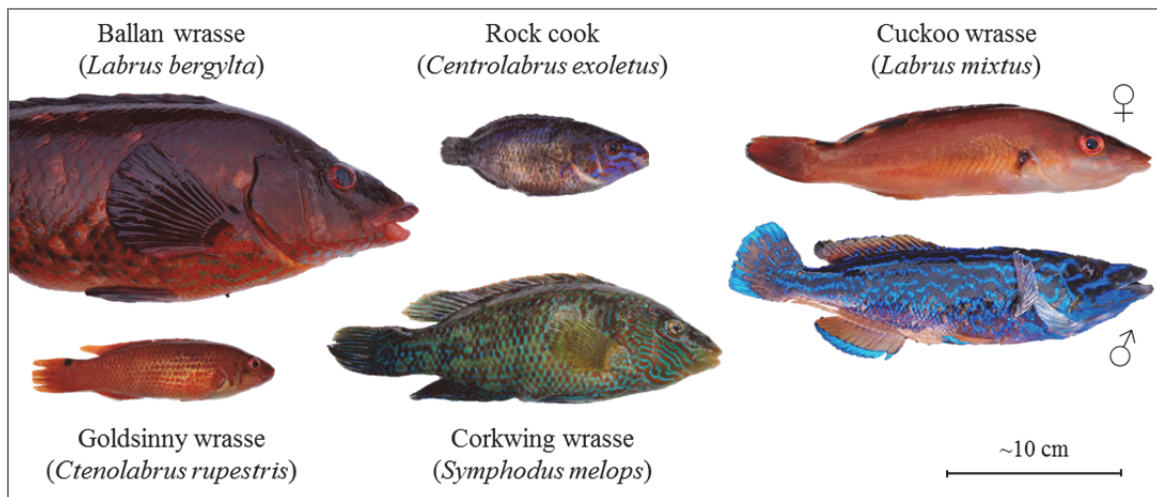 Ballan wrasse
(Labrus bergylta)
Rock cook
(Centrolabrus exoletus)
Cuckoo wrasse
(Labrus mixtus)
♀
♂
Goldsinny wrasse
(Ctenolabrus rupestris)
Corkwing wrasse
(Symphodus melops)
~10 cm